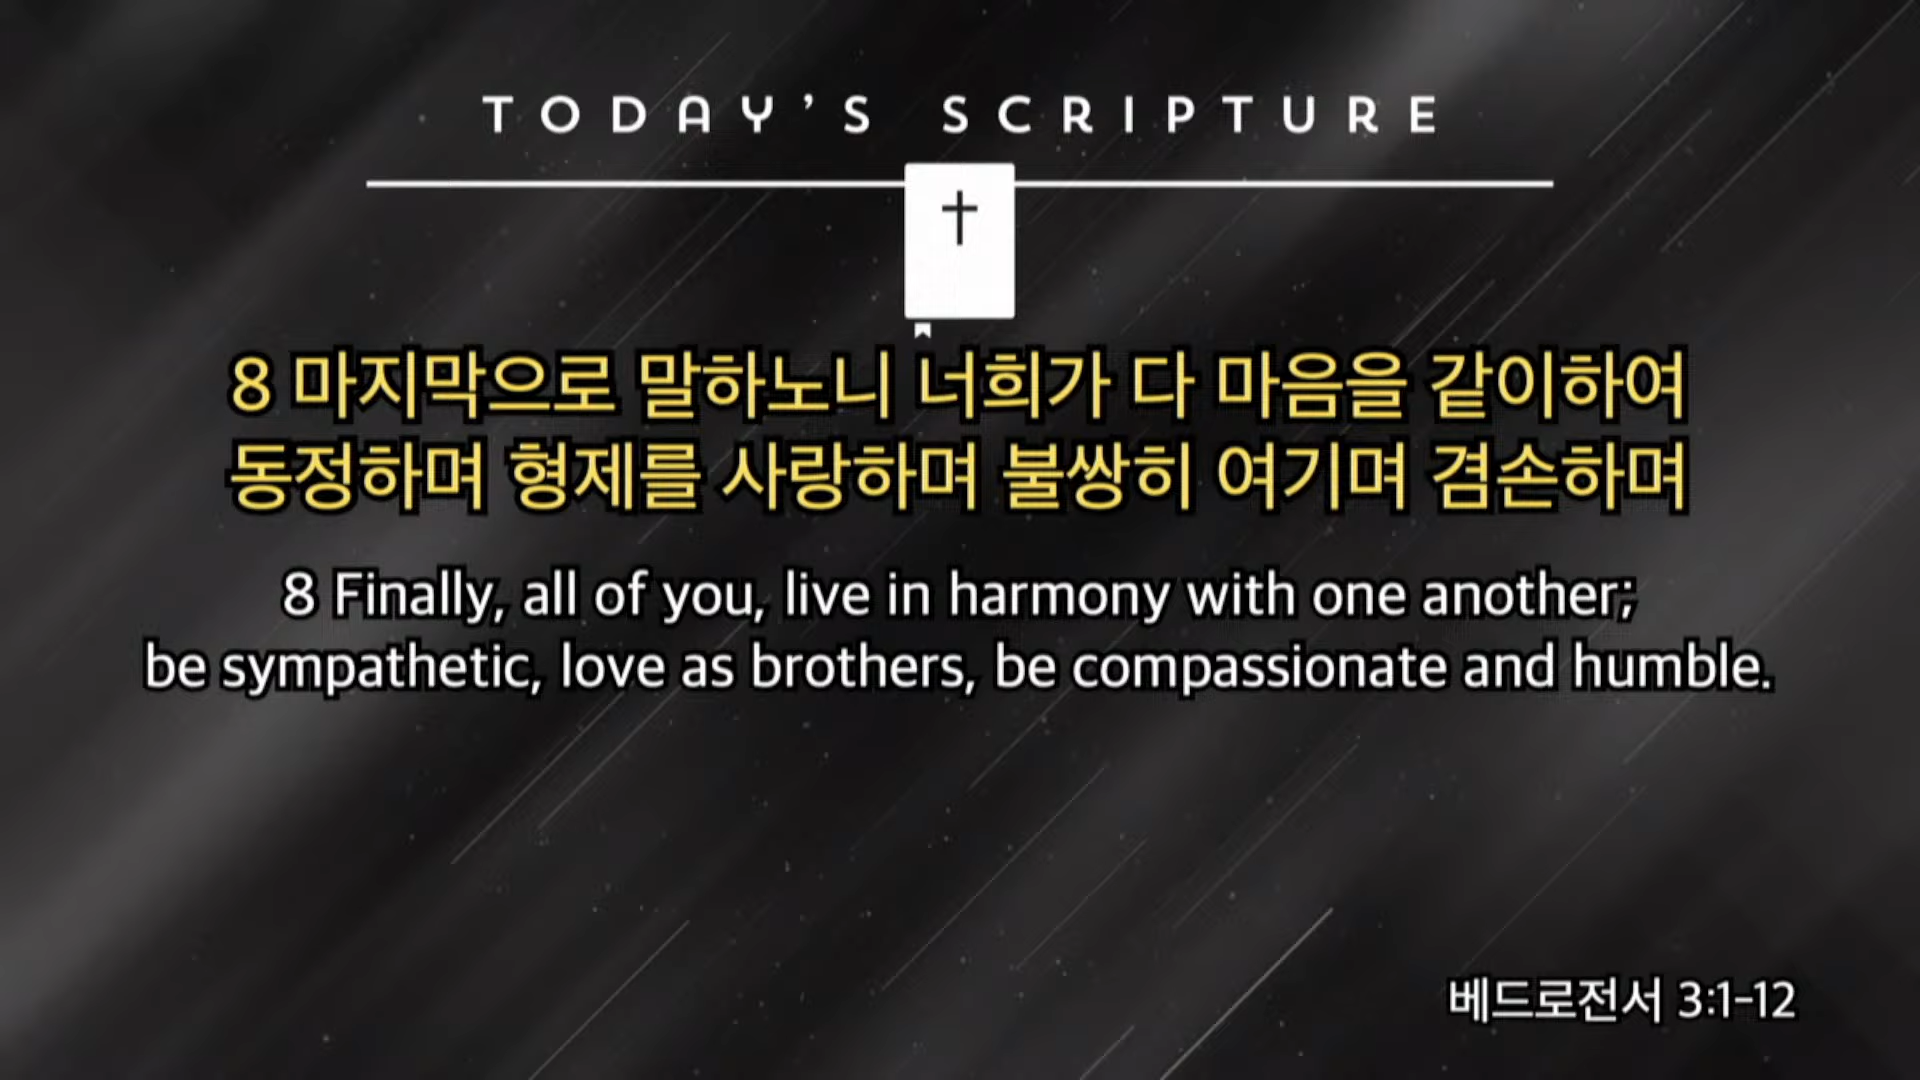 TODAY'S SCRIPTURE
8 마지막으로 말하노니 너희가 다 마음을 같이하여
동정하며 형제를 사랑하며 불쌍히 여기며 겸손하며
8 Finally, all of you, live in harmony with one another;
be sympathetic, love as brothers, be compassionate and humble.
베드로전서 3:1-12